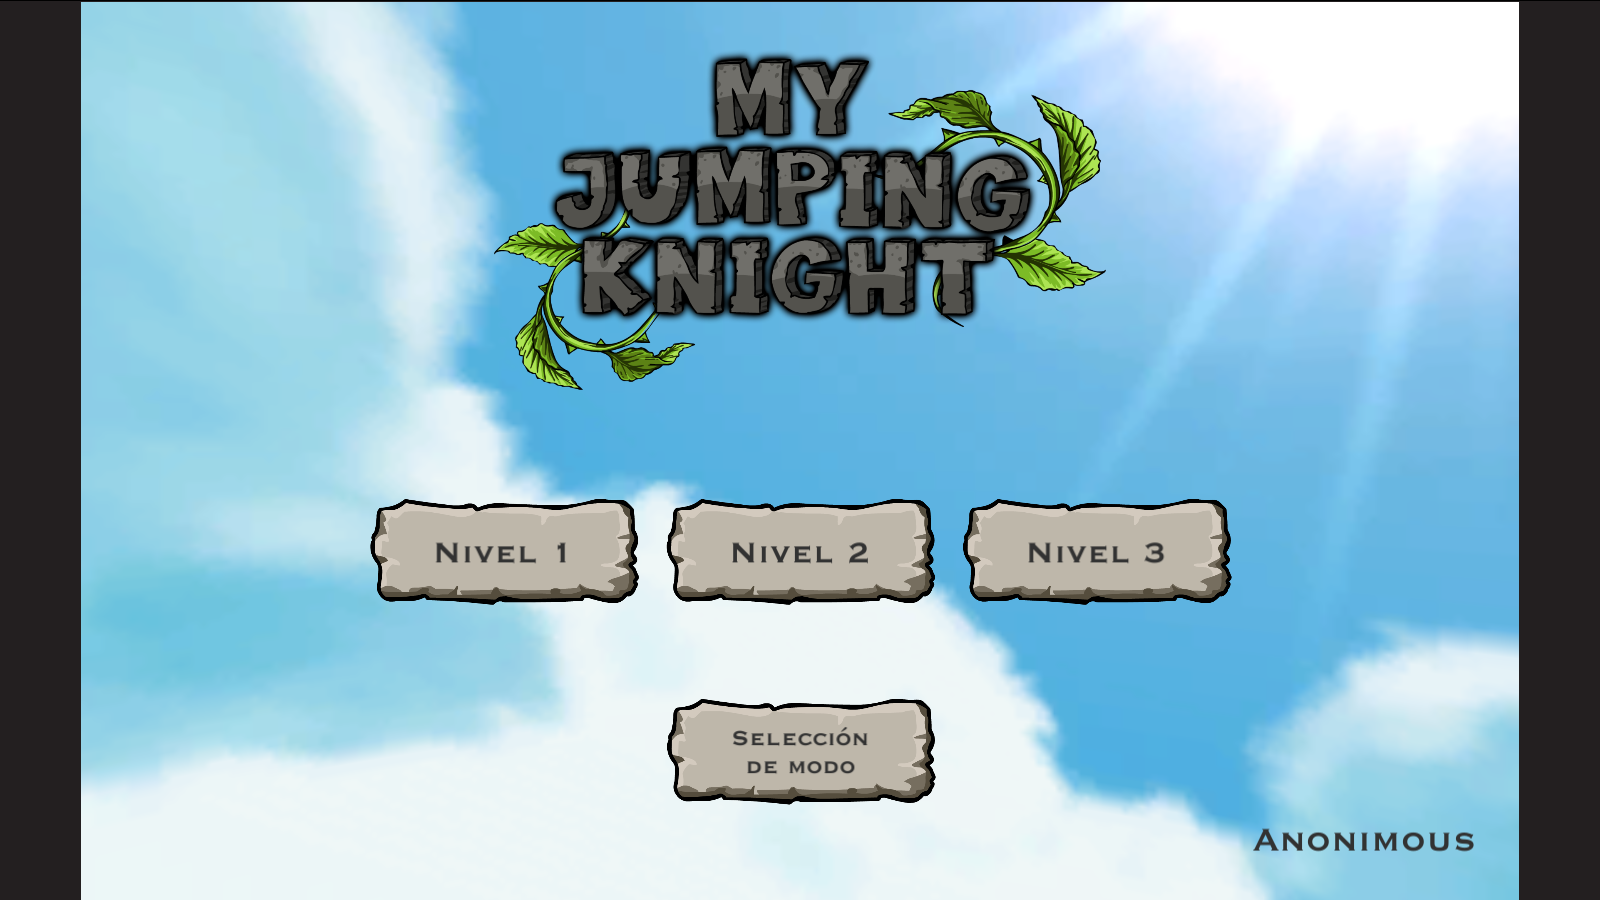 MY
JUMPING
KNIGHT
Nivel 1
Nivel 2
Nivel 3
Selección
de modo
Anonimous